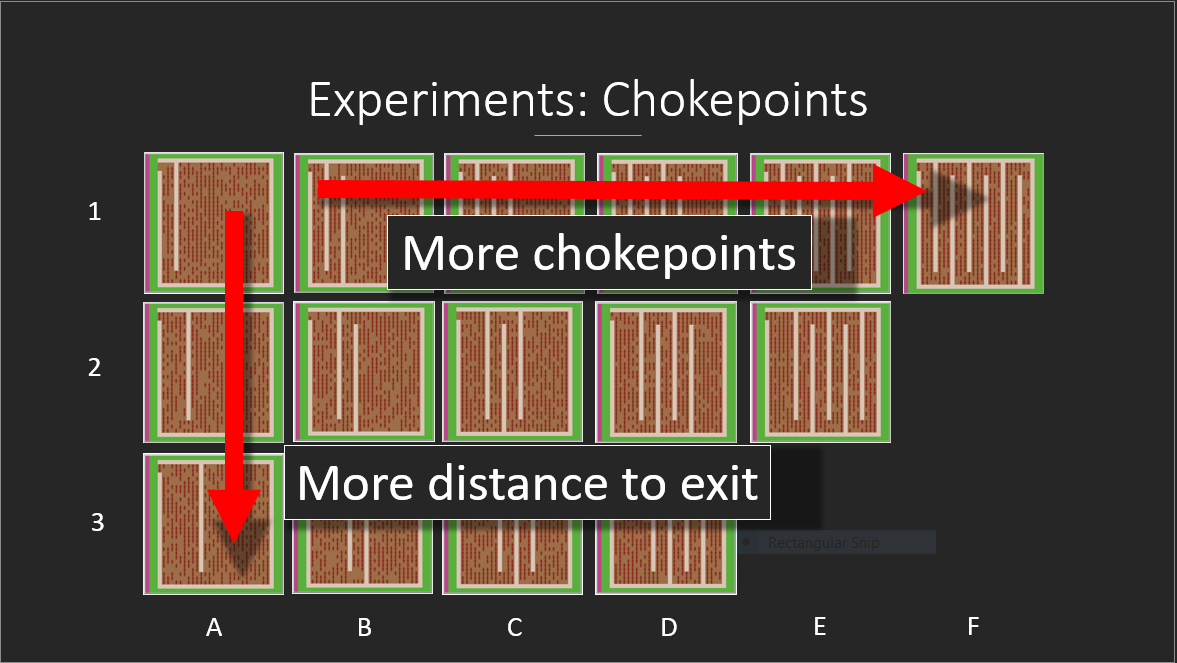 Experiments: Chokepoints
1
More chokepoints
2
More distance to exit
3
Rectangular Snip
A B C D E F